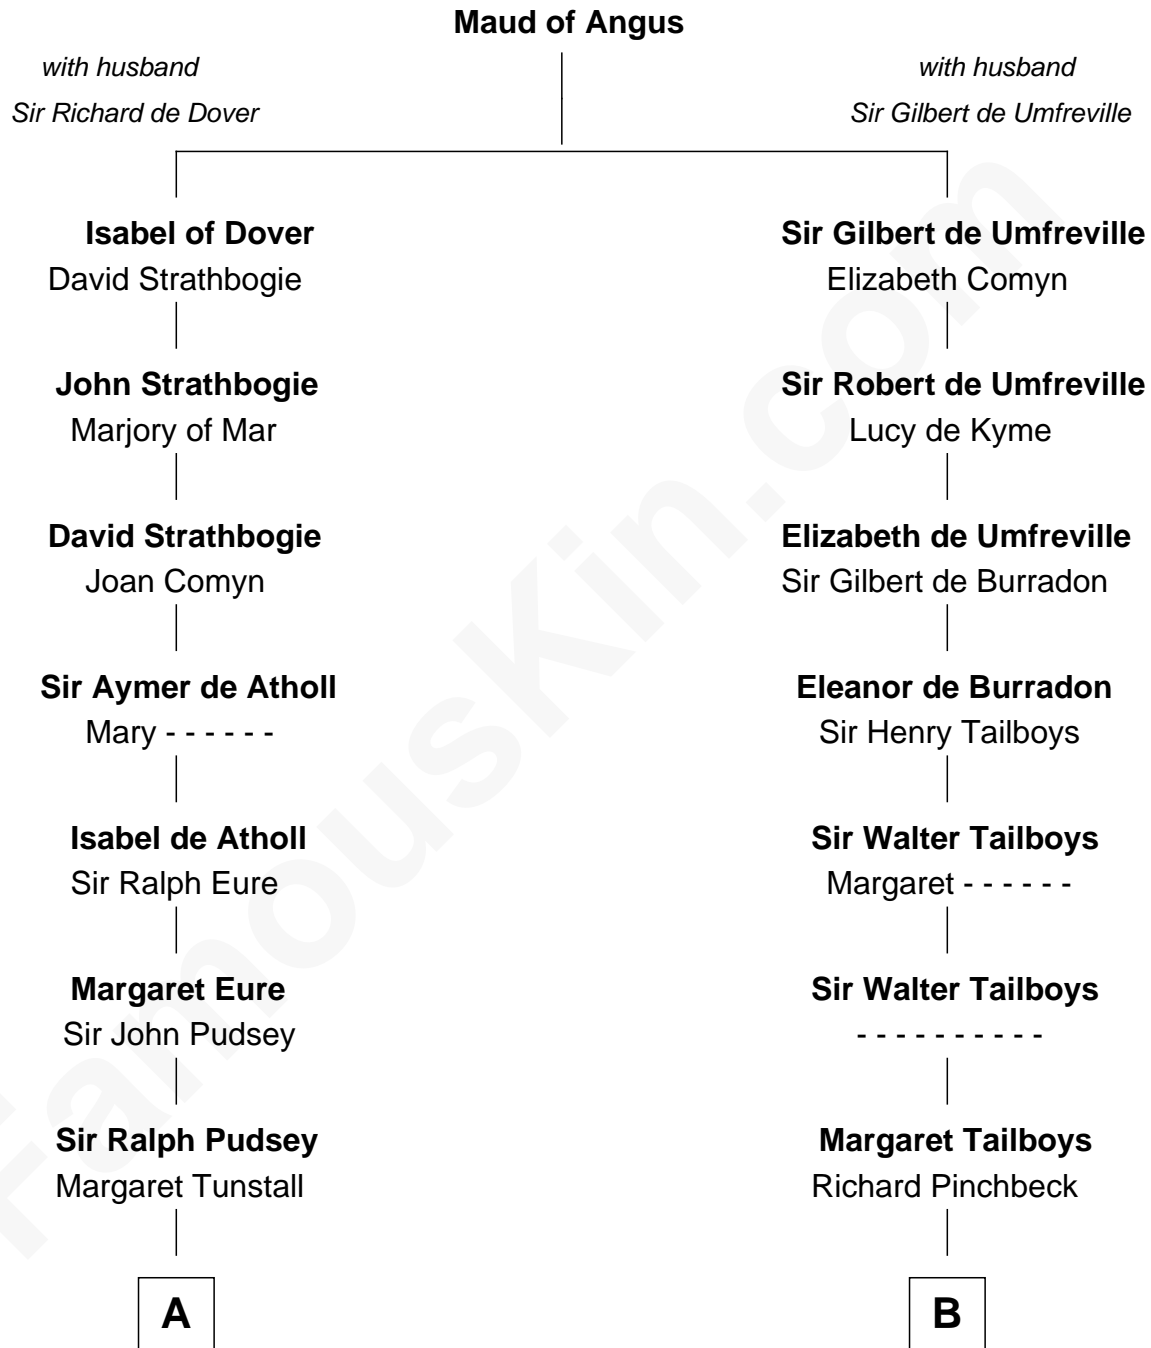 Maud of Angus
with husband
Sir Richard de Dover
with husband
Sir Gilbert de Umfreville
Isabel of Dover
David Strathbogie
John Strathbogie
Marjory of Mar
David Strathbogie
Joan Comyn
Sir Aymer de Atholl
Mary - - - - - -
Isabel de Atholl
Sir Ralph Eure
Margaret Eure
Sir John Pudsey
Sir Ralph Pudsey
Margaret Tunstall
A
Sir Gilbert de Umfreville
Elizabeth Comyn
Sir Robert de Umfreville
Lucy de Kyme
Elizabeth de Umfreville
Sir Gilbert de Burradon
Eleanor de Burradon
Sir Henry Tailboys
Sir Walter Tailboys
Margaret - - - - - -
Sir Walter Tailboys
- - - - - - - - - -
Margaret Tailboys
Richard Pinchbeck
B
FamousKin.com